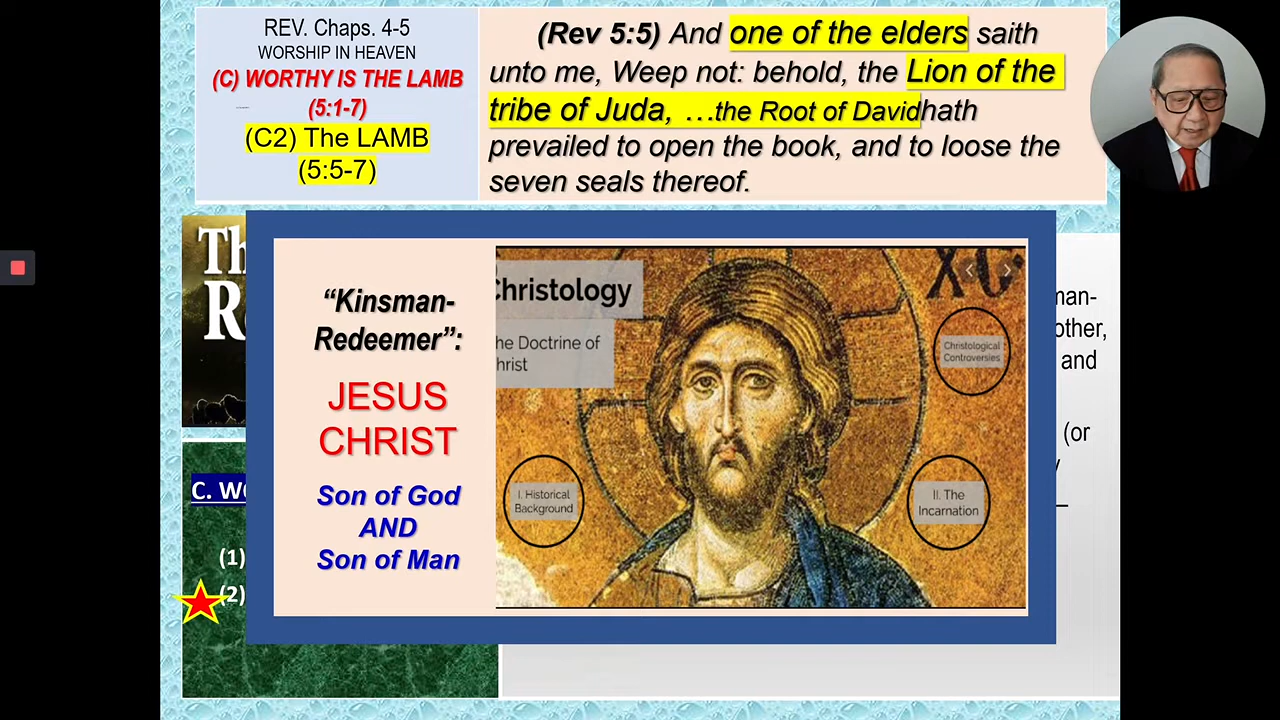 REV. Chaps. 4-5
WORSHIP IN HEAVEN
(C) WORTHY IS THE LAMB
(5:1-7)
(C2) The LAMB
(5:5-7)
(Rev 5:5) And one of the elders saith
unto me, Weep not: behold, the Lion of the
tribe of Juda, …the Root of Davidhath
prevailed to open the book, and to loose the
seven seals thereof.
Th
R
“Kinsman-
Redeemer”:
JESUS
CHRIST
Son of God
AND
Son of Man
Christology
he Doctrine of
hrist
XC
Christological
Controversies
I. Historical
Background
II. The
Incarnation
man-
other,
and
(or
y
C. W
(1)
(2)